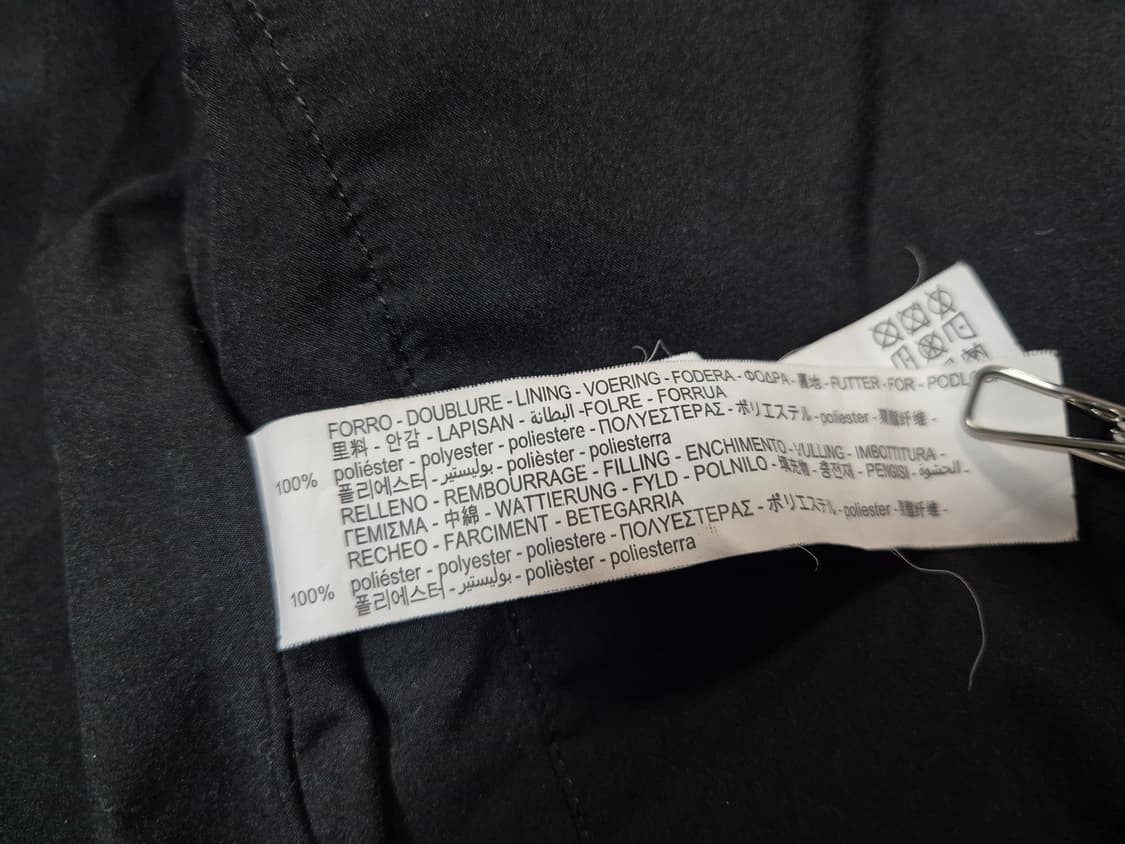 FORRO - DOUBLURE - LINING - VOERING - FODERA - ΦΟΔΡΑ - 裏地 - FUTTER - FOR - PODL
里料 - 안감 - LAPISAN - البطانة - FOLRE - FORRUA
100% poliéster - polyester - poliestere - ΠΟΛΥΕΣΤΕΡΑΣ - ポリエステル - poliester - 聚酯纤维 -
폴리에스터 - بوليستير - polièster - poliesterra
RELLENO - REMBOURRAGE - FILLING - ENCHIMENTO - VULLING - IMBOTTITURA -
ΓΕΜΙΣΜΑ - 中綿 - WATTIERUNG - FYLD - POLNILO - 填充物 - 충전재 - PENGISI - الحشوة -
RECHEO - FARCIMENT - BETEGARRIA
100% poliéster - polyester - poliestere - ΠΟΛΥΕΣΤΕΡΑΣ - ポリエステル - poliester - 聚酯纤维 -
폴리에스터 - بوليستير - polièster - poliesterra